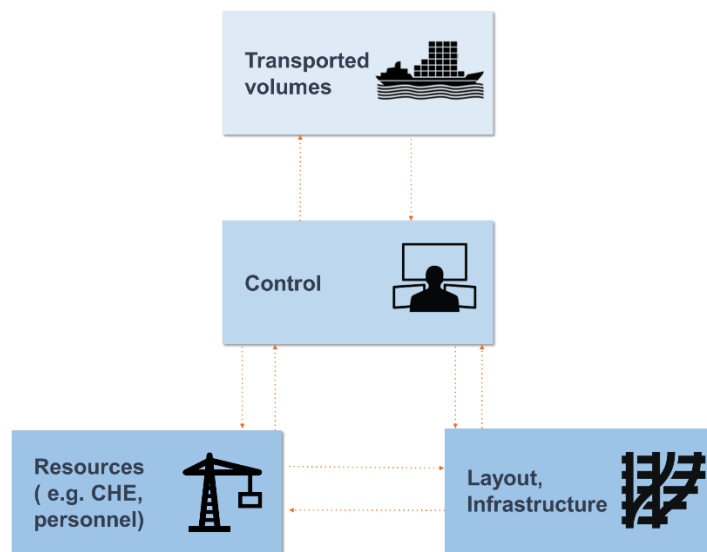 Transported
volumes
Control
Resources
( e.g. CHE,
personnel)
Layout,
Infrastructure